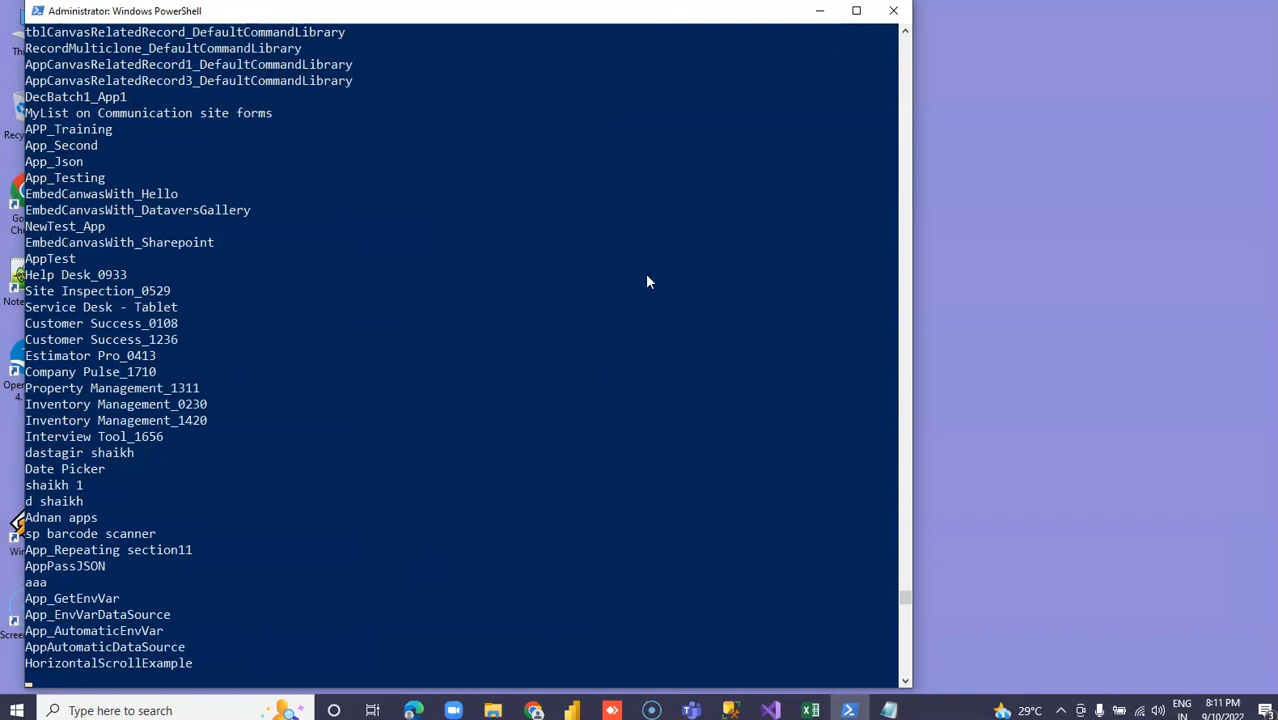 Administrator: Windows PowerShell
tblCanvasRelatedRecord_DefaultCommandLibrary
RecordMulticlone_DefaultCommandLibrary
AppCanvasRelatedRecord1_DefaultCommandLibrary
AppCanvasRelatedRecord3_DefaultCommandLibrary
DecBatch1_App1
MyList on Communication site forms
APP_Training
App_Second
App_Json
App_Testing
EmbedCanwasWith_Hello
EmbedCanvasWith_DataversGallery
NewTest_App
EmbedCanvasWith_Sharepoint
AppTest
Help Desk_0933
Site Inspection_0529
Service Desk - Tablet
Customer Success_0108
Customer Success_1236
Estimator Pro_0413
Company Pulse_1710
Property Management_1311
Inventory Management_0230
Inventory Management_1420
Interview Tool_1656
dastagir shaikh
Date Picker
shaikh 1
d shaikh
Adnan apps
sp barcode scanner
App_Repeating section11
AppPassJSON
aaa
App_GetEnvVar
App_EnvVarDataSource
App_AutomaticEnvVar
AppAutomaticDataSource
HorizontalScrollExample
Type here to search
29°C
ENG
IN
8:11 PM
9/10/2022